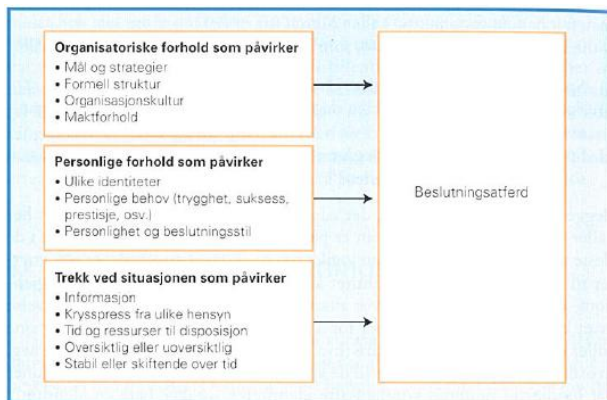 Organisatoriske forhold som påvirker
• Mål og strategier
• Formell struktur
• Organisasjonskultur
• Maktforhold
Personlige forhold som påvirker
• Ulike identiteter
• Personlige behov (trygghet, suksess,
prestisje, osv.)
• Personlighet og beslutningsstil
Beslutningsatferd
Trekk ved situasjonen som påvirker
• Informasjon
• Krysspress fra ulike hensyn
• Tid og ressurser til disposisjon
• Oversiktlig eller uoversiktlig
• Stabil eller skiftende over tid